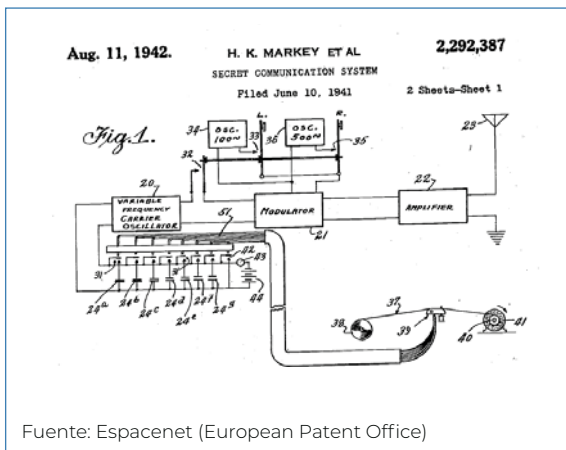 Aug. 11, 1942.
H. K. MARKEY ET AL
2,292,387
SECRET COMMUNICATION SYSTEM
Filed June 10, 1941
2 Sheets-Sheet 1
Fig.1.
34
OSC. 100~
33
L.
36
OSC. 500~
R.
35
23
32
20
VARIABLE FREQUENCY CARRIER OSCILLATOR
51
MODULATOR
21
22
AMPLIFIER
42
43
31
44
24a
24b
24c
24d
24e
24f
24g
37
38
39
40
41
Fuente: Espacenet (European Patent Office)